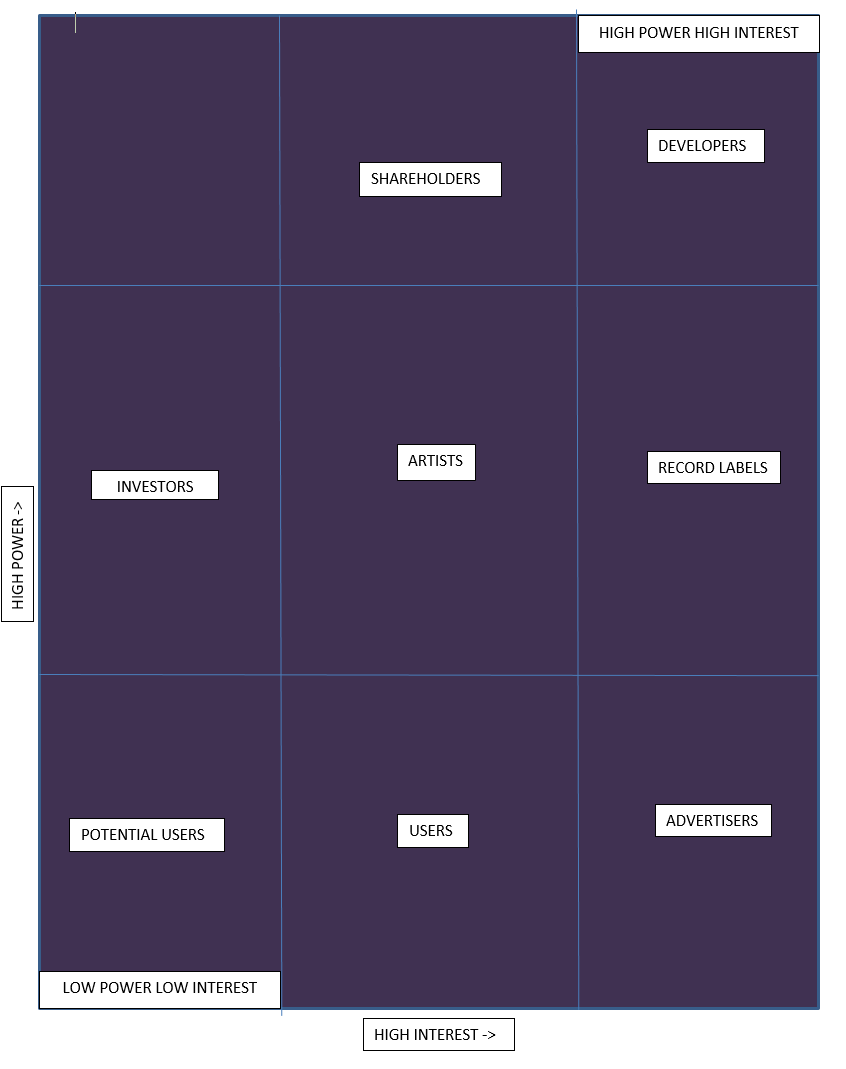 HIGH POWER HIGH INTEREST
DEVELOPERS
SHAREHOLDERS
ARTISTS
RECORD LABELS
INVESTORS
HIGH POWER ->
POTENTIAL USERS
USERS
ADVERTISERS
LOW POWER LOW INTEREST
HIGH INTEREST ->